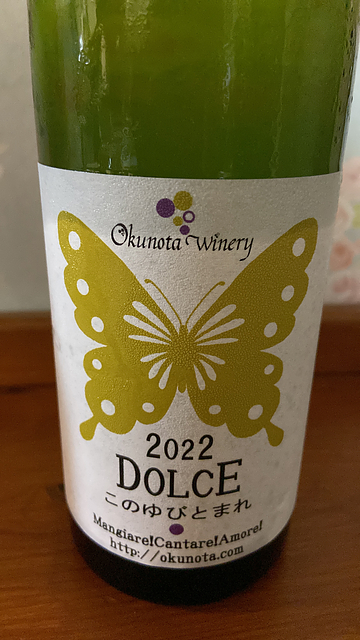 Okunota Winery
2022
DOLCE
このゆびとまれ
Mangiare!Cantare!Amore!
http://okunota.com